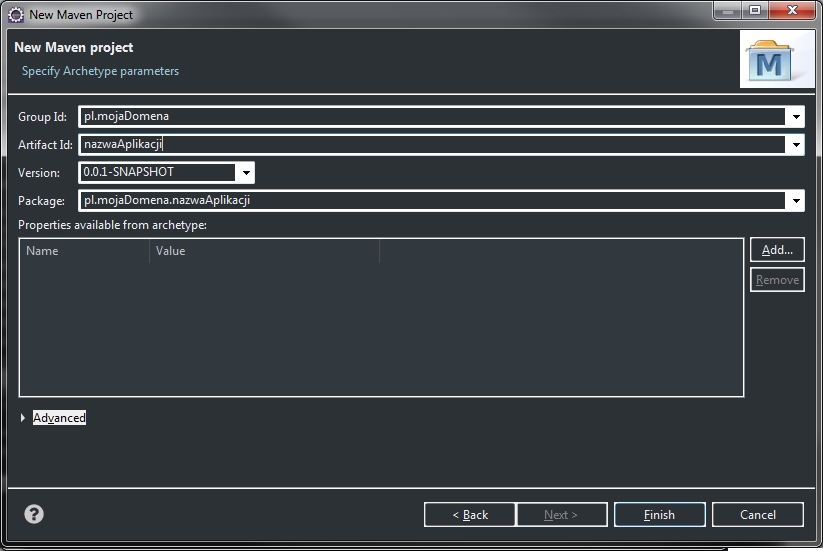 New Maven Project
New Maven project
Specify Archetype parameters
M
Group Id: pl.mojaDomena
Artifact Id: nazwaAplikacji
Version: 0.0.1-SNAPSHOT
Package: pl.mojaDomena.nazwaAplikacji
Properties available from archetype:
Name Value
Add...
Remove
Advanced
? < Back Next > Finish Cancel